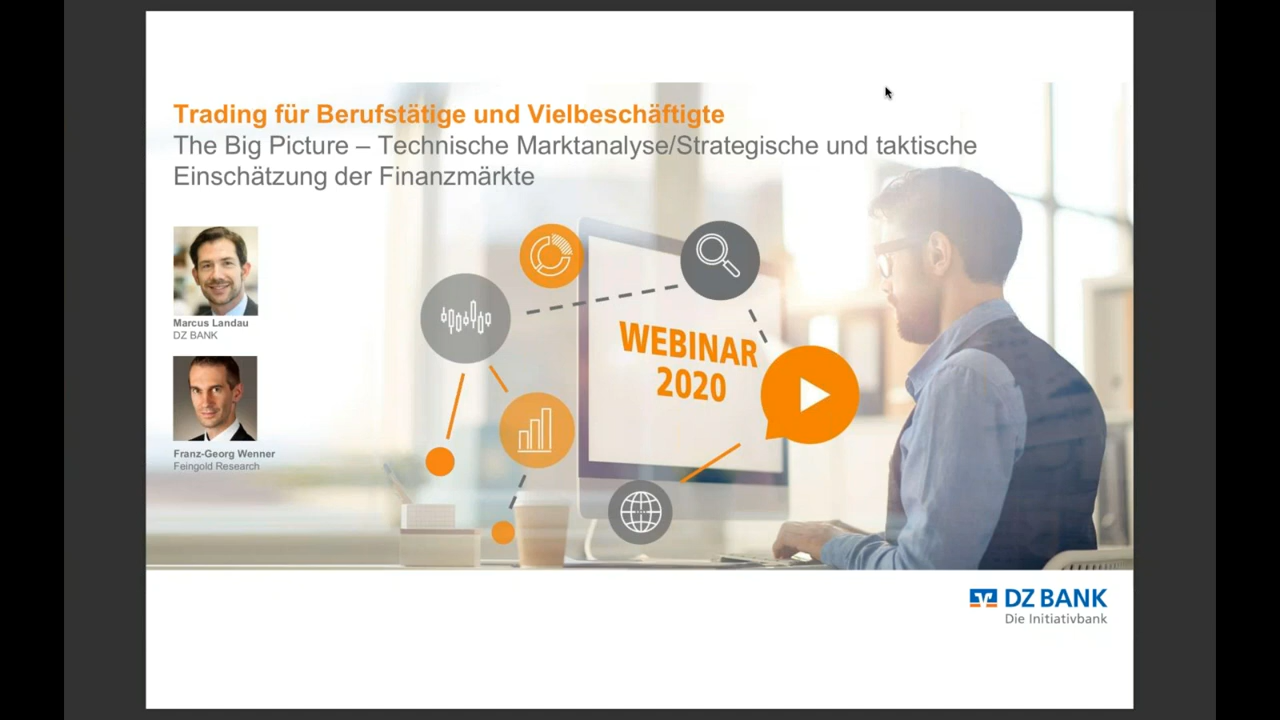 Trading für Berufstätige und Vielbeschäftigte
The Big Picture – Technische Marktanalyse/Strategische und taktische
Einschätzung der Finanzmärkte
Marcus Landau
DZ BANK
Franz-Georg Wenner
Feingold Research
WEBINAR
2020
DZ BANK
Die Initiativbank